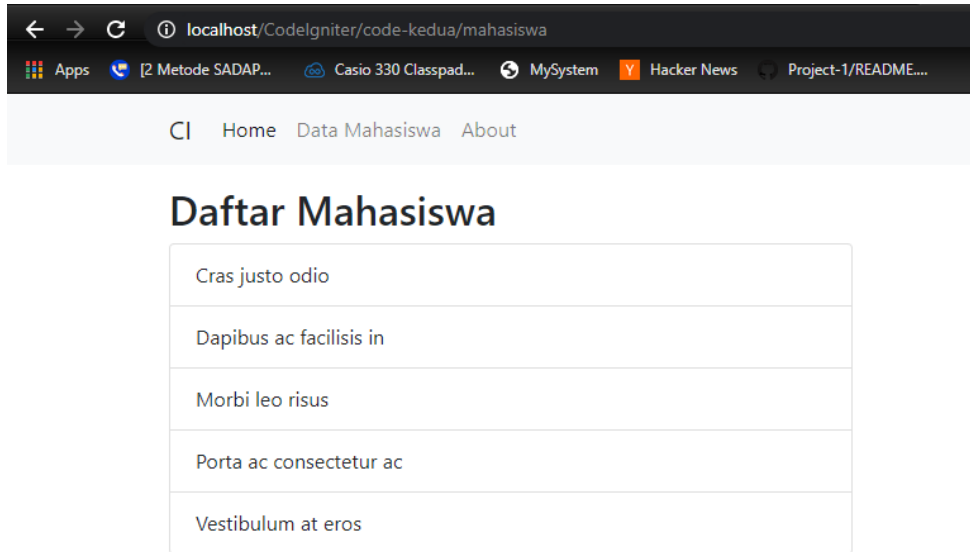 localhost/CodeIgniter/code-kedua/mahasiswa
Apps [2 Metode SADAP... Casio 330 Classpad... MySystem Y Hacker News Project-1/README....
CI Home Data Mahasiswa About
Daftar Mahasiswa
Cras justo odio
Dapibus ac facilisis in
Morbi leo risus
Porta ac consectetur ac
Vestibulum at eros